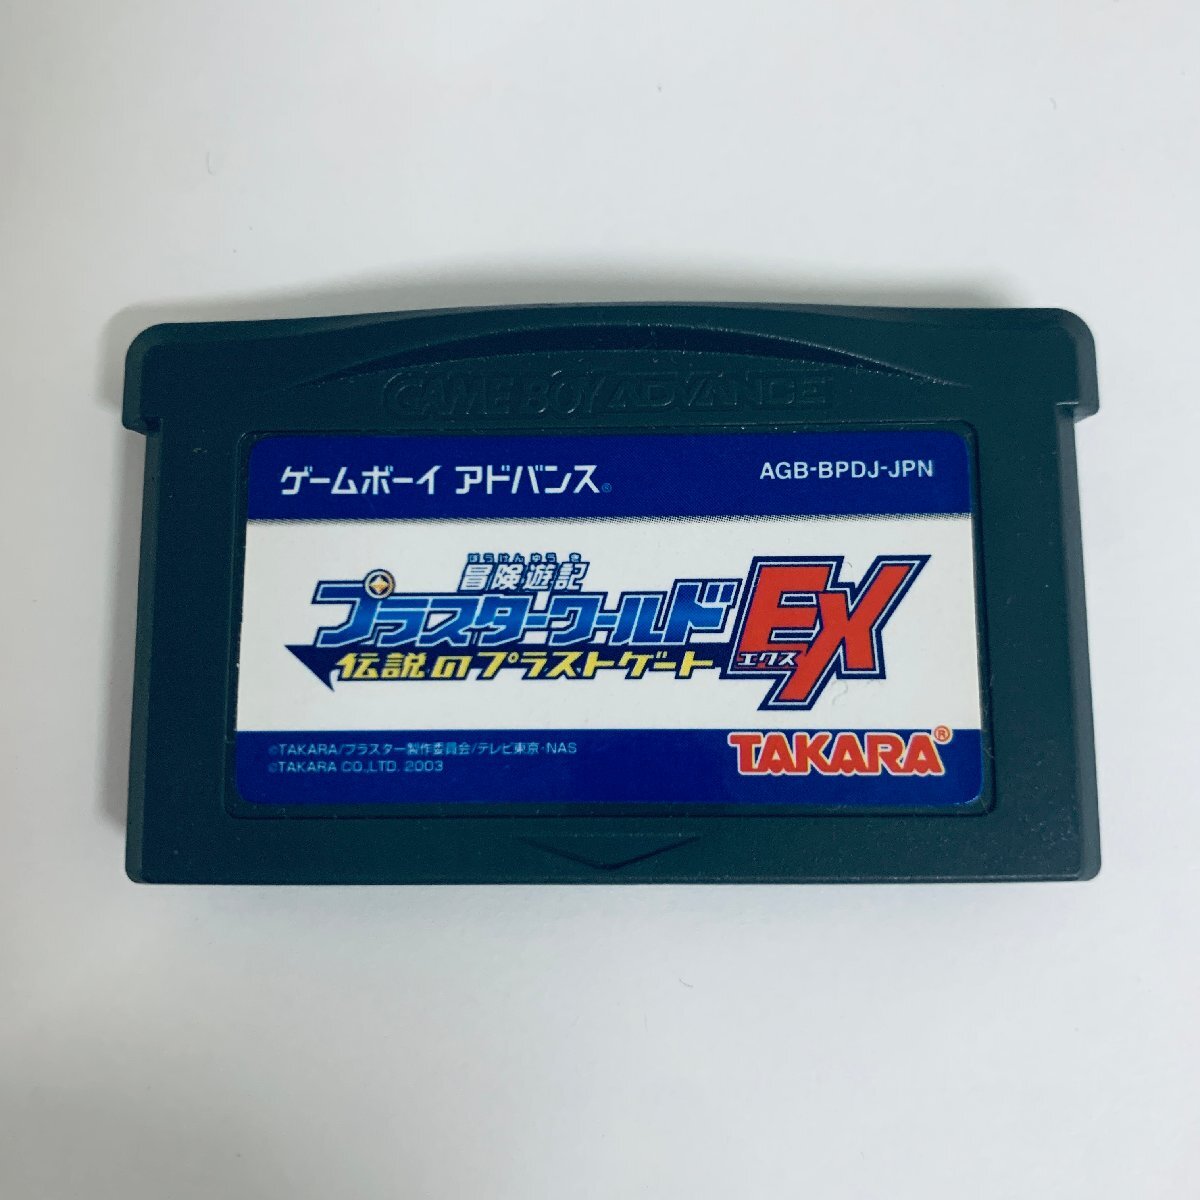 GAME BOY ADVANCE
ゲームボーイ アドバンス®
AGB-BPDJ-JPN
ぼうけんゆうき
冒険遊記
プラスターワールド
伝説のプラストゲート
EX
エクス
©TAKARA/プラスター製作委員会/テレビ東京・NAS
©TAKARA CO.,LTD. 2003
TAKARA®